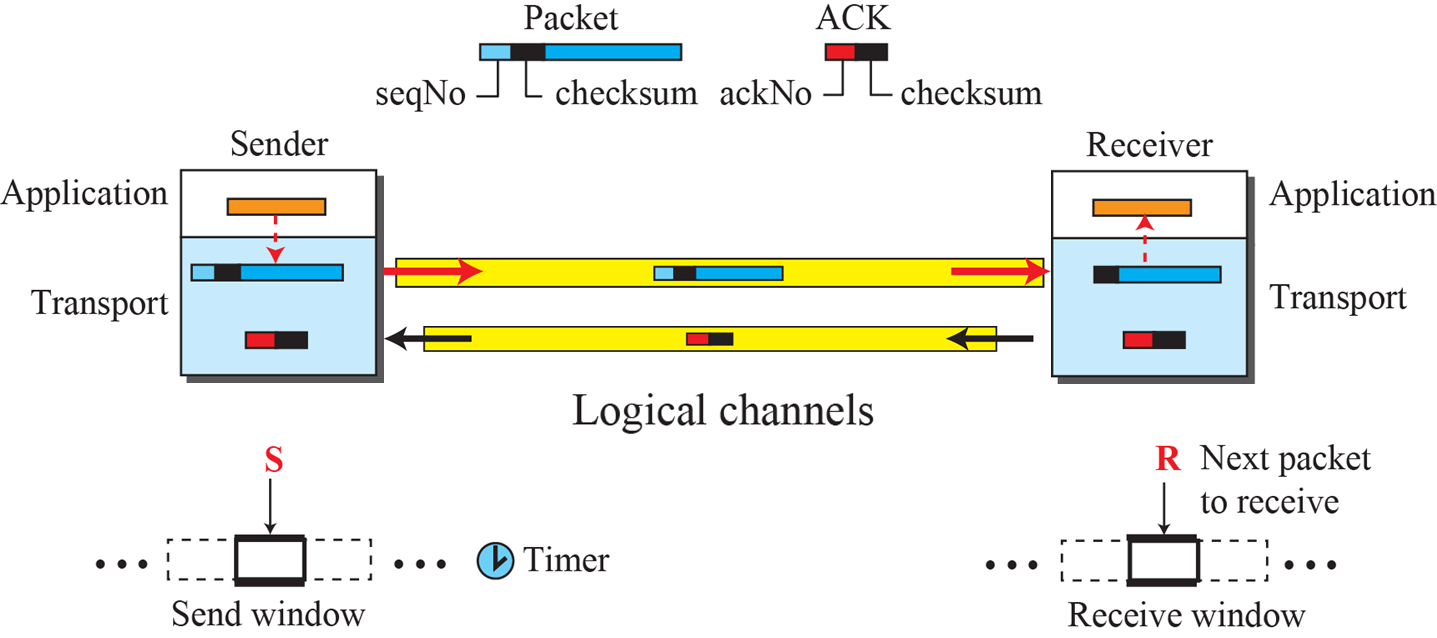 Packet
ACK
seqNo
checksum
ackNo
checksum
Sender
Receiver
Application
Application
Transport
Transport
Logical channels
S
R
Next packet
to receive
Timer
Send window
Receive window